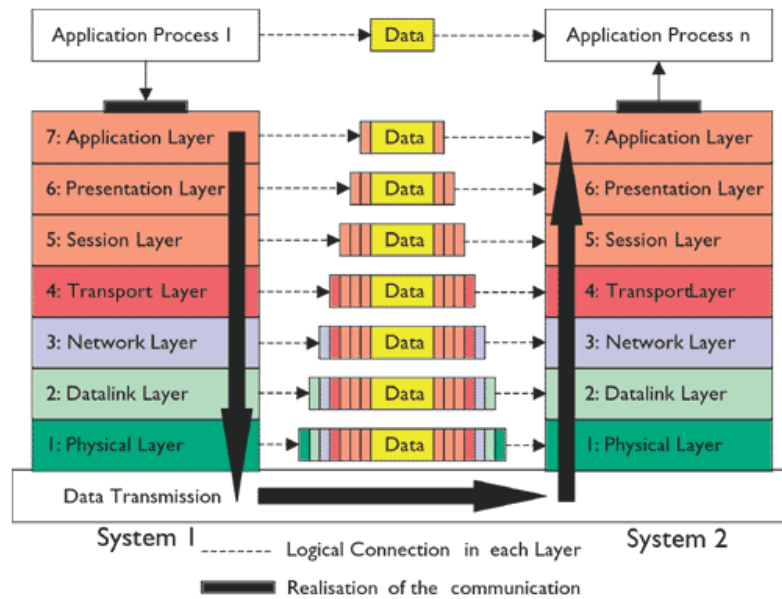 Application Process 1
Data
Application Process n
7: Application Layer
Data
7: Application Layer
6: Presentation Layer
Data
6: Presentation Layer
5: Session Layer
Data
5: Session Layer
4: Transport Layer
Data
4: TransportLayer
3: Network Layer
Data
3: Network Layer
2: Datalink Layer
Data
2: Datalink Layer
1: Physical Layer
Data
1: Physical Layer
Data Transmission
System 1
System 2
Logical Connection in each Layer
Realisation of the communication